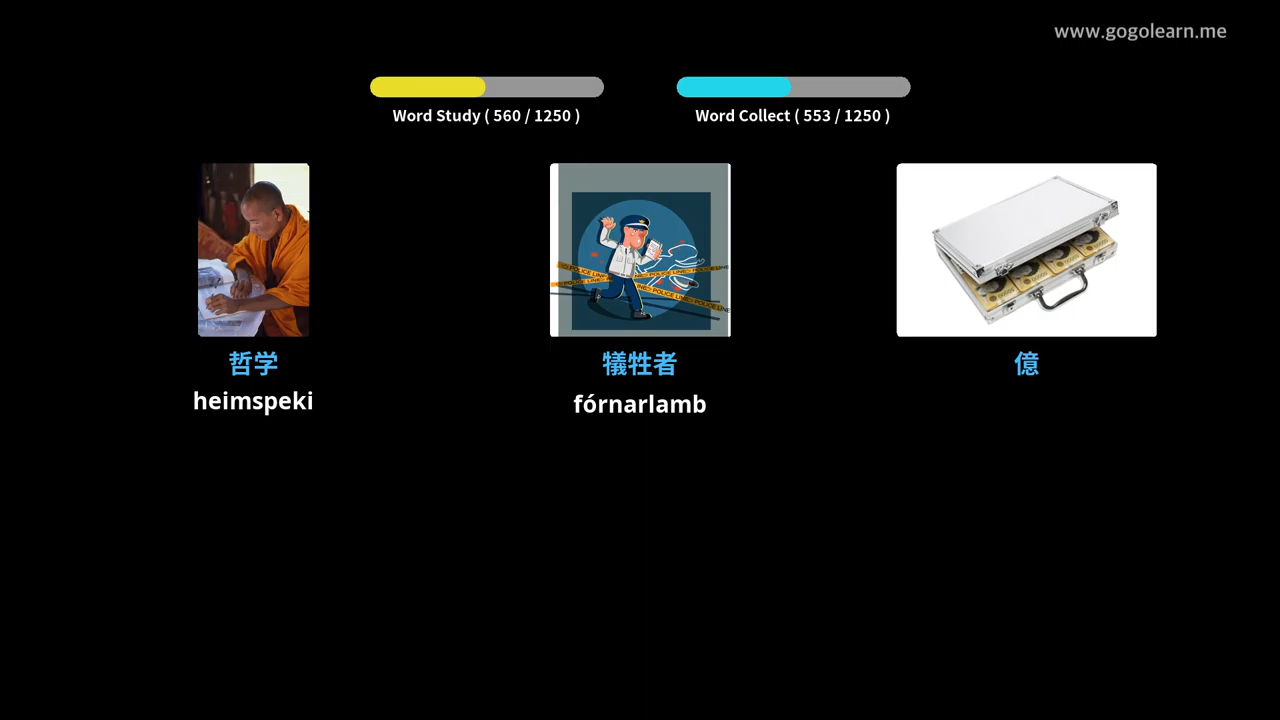 www.gogolearn.me
Word Study ( 560 / 1250 )
Word Collect ( 553 / 1250 )
哲学
犠牲者
億
heimspeki
fórnarlamb